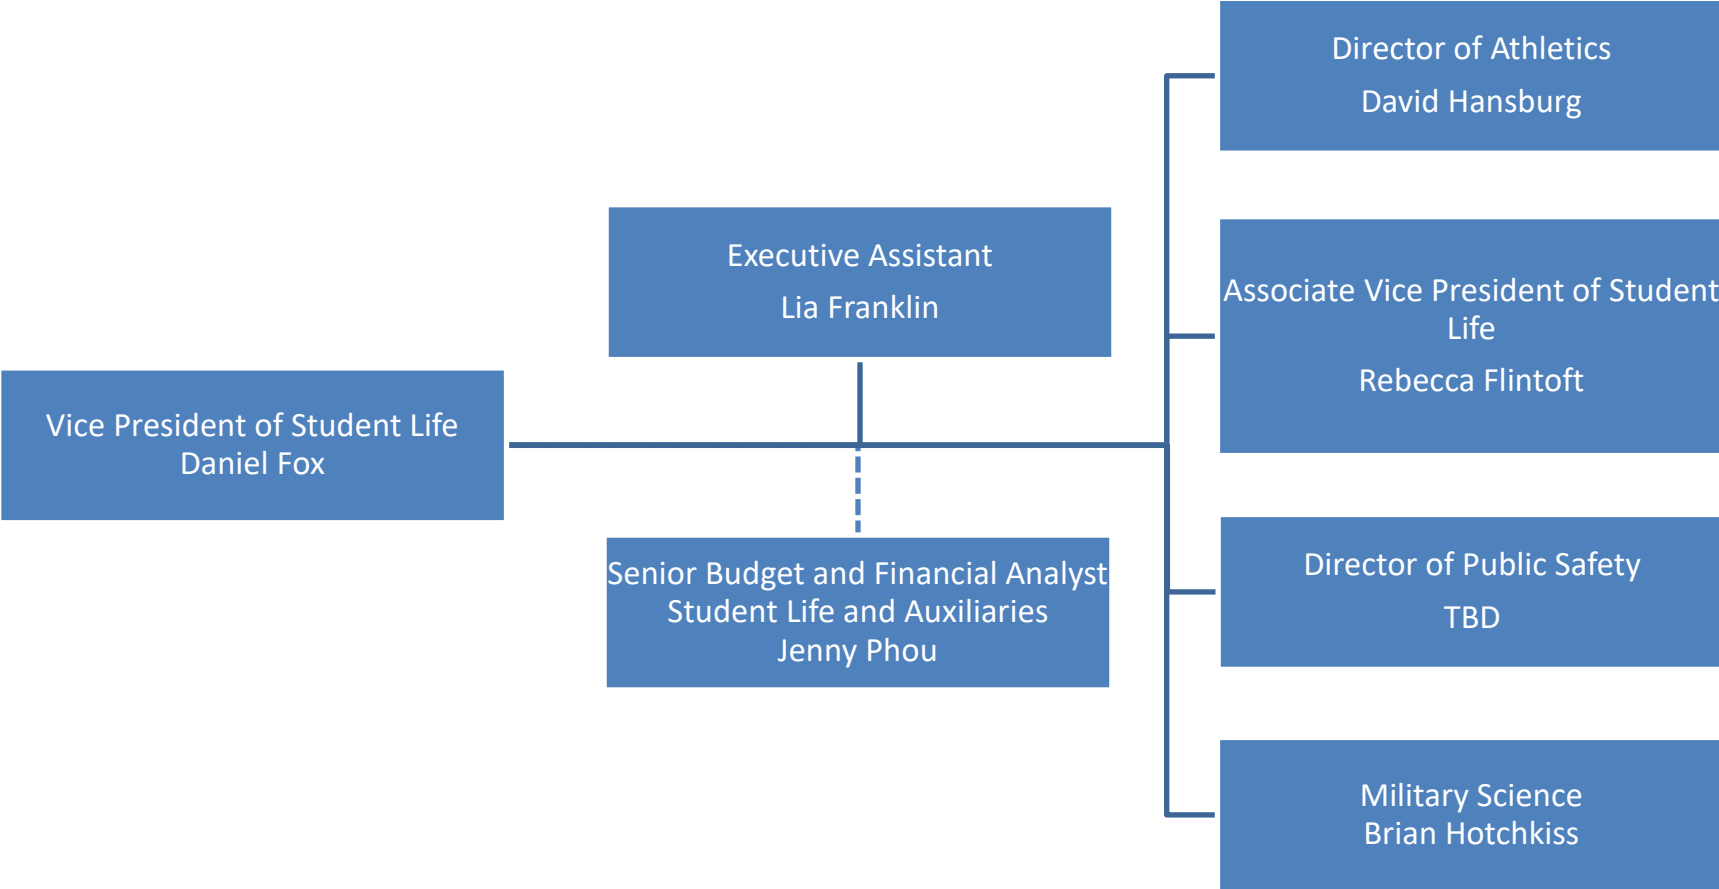 Director of Athletics
David Hansburg
Executive Assistant
Lia Franklin
Associate Vice President of Student
Life
Rebecca Flintoft
Vice President of Student Life
Daniel Fox
Senior Budget and Financial Analyst
Student Life and Auxiliaries
Jenny Phou
Director of Public Safety
TBD
Military Science
Brian Hotchkiss